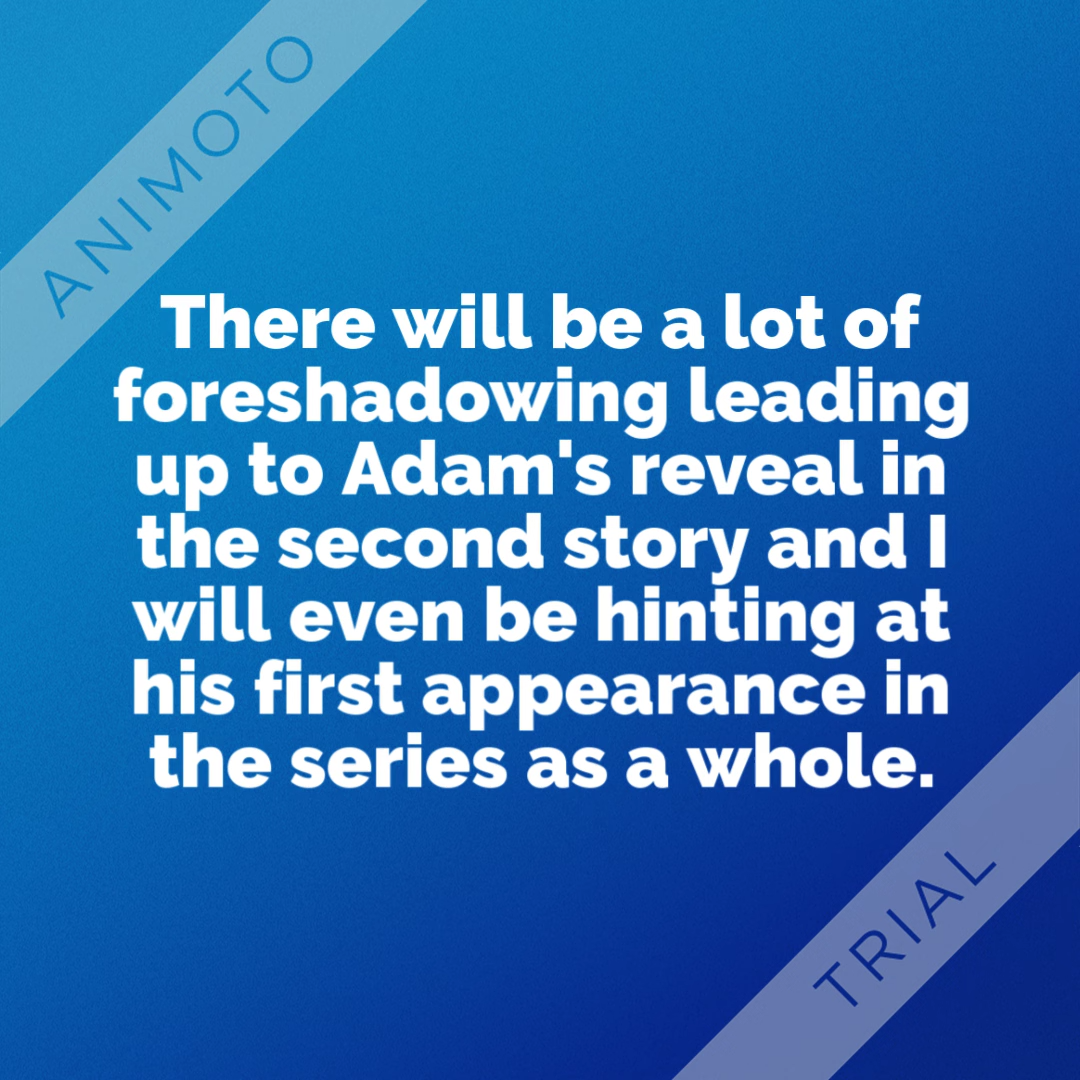 ANIMOTO
There will be a lot of
foreshadowing leading
up to Adam's reveal in
the second story and I
will even be hinting at
his first appearance in
the series as a whole.
TRIAL